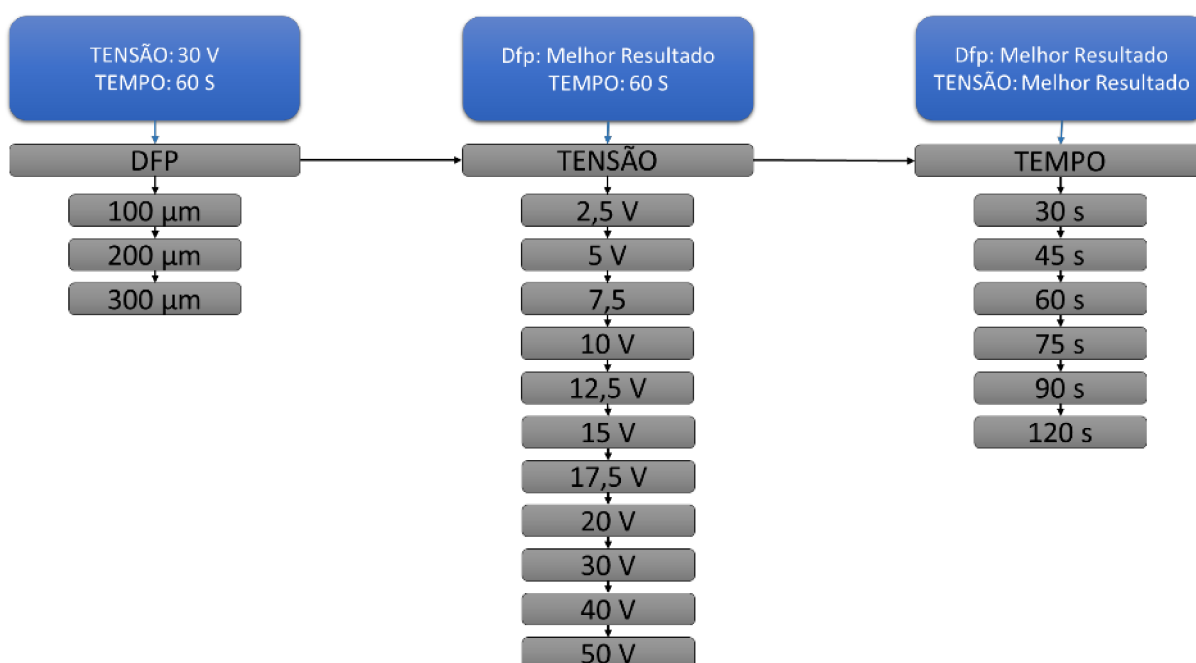 TENSÃO: 30 V
TEMPO: 60 S
DFP
100 µm
200 µm
300 µm
Dfp: Melhor Resultado
TEMPO: 60 S
TENSÃO
2,5 V
5 V
7,5
10 V
12,5 V
15 V
17,5 V
20 V
30 V
40 V
50 V
Dfp: Melhor Resultado
TENSÃO: Melhor Resultado
TEMPO
30 s
45 s
60 s
75 s
90 s
120 s